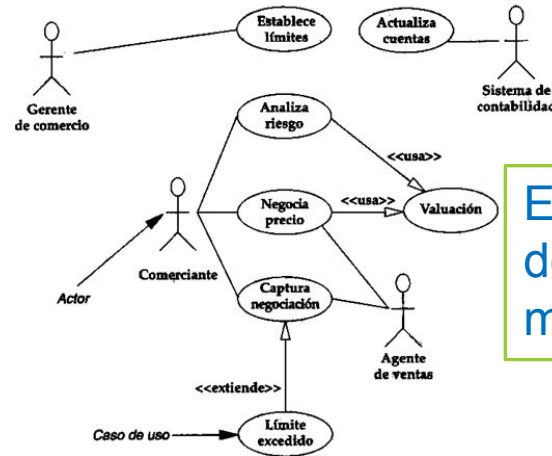 Establece
límites
Actualiza
cuentas
Gerente
de comercio
Sistema de
contabilidad
Analiza
riesgo
<<usa>>
Negocia
precio
<<usa>>
Valuación
Comerciante
Actor
Captura
negociación
Agente
de ventas
<<extiende>>
Caso de uso
Límite
excedido